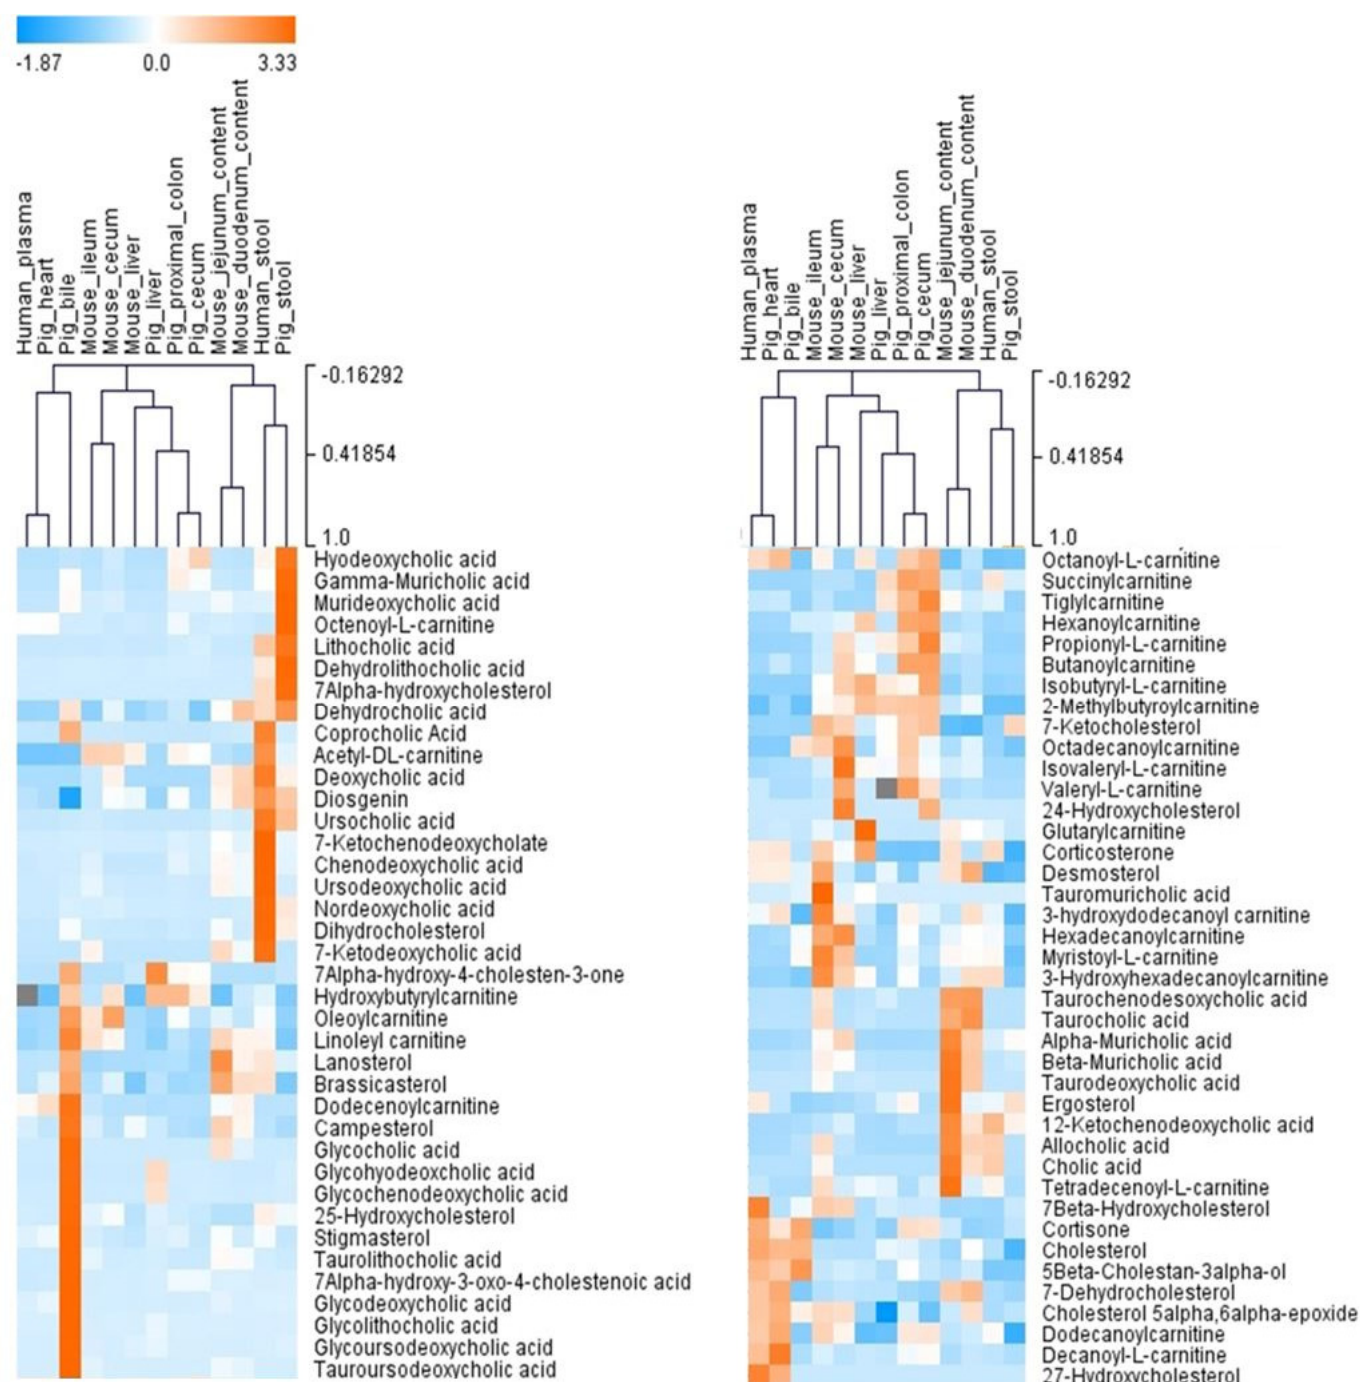 -1.87 0.0 3.33
Human_plasma
Pig_heart
Pig_bile
Mouse_ileum
Mouse_cecum
Mouse_liver
Pig_liver
Pig_proximal_colon
Pig_cecum
Mouse_jejunum_content
Mouse_duodenum_content
Human_stool
Pig_stool
-0.16292
0.41854
1.0
Hyodeoxycholic acid
Gamma-Muricholic acid
Murideoxycholic acid
Octenoyl-L-carnitine
Lithocholic acid
Dehydrolithocholic acid
7Alpha-hydroxycholesterol
Dehydrocholic acid
Coprocholic Acid
Acetyl-DL-carnitine
Deoxycholic acid
Diosgenin
Ursocholic acid
7-Ketochenodeoxycholate
Chenodeoxycholic acid
Ursodeoxycholic acid
Nordeoxycholic acid
Dihydrocholesterol
7-Ketodeoxycholic acid
7Alpha-hydroxy-4-cholesten-3-one
Hydroxybutyrylcarnitine
Oleoylcarnitine
Linoleyl carnitine
Lanosterol
Brassicasterol
Dodecenoylcarnitine
Campesterol
Glycocholic acid
Glycohyodeoxcholic acid
Glycochenodeoxycholic acid
25-Hydroxycholesterol
Stigmasterol
Taurolithocholic acid
7Alpha-hydroxy-3-oxo-4-cholestenoic acid
Glycodeoxycholic acid
Glycolithocholic acid
Glycoursodeoxycholic acid
Tauroursodeoxycholic acid
Human_plasma
Pig_heart
Pig_bile
Mouse_ileum
Mouse_cecum
Mouse_liver
Pig_liver
Pig_proximal_colon
Pig_cecum
Mouse_jejunum_content
Mouse_duodenum_content
Human_stool
Pig_stool
-0.16292
0.41854
1.0
Octanoyl-L-carnitine
Succinylcarnitine
Tiglylcarnitine
Hexanoylcarnitine
Propionyl-L-carnitine
Butanoylcarnitine
Isobutyryl-L-carnitine
2-Methylbutyroylcarnitine
7-Ketocholesterol
Octadecanoylcarnitine
Isovaleryl-L-carnitine
Valeryl-L-carnitine
24-Hydroxycholesterol
Glutarylcarnitine
Corticosterone
Desmosterol
Tauromuricholic acid
3-hydroxydodecanoyl carnitine
Hexadecanoylcarnitine
Myristoyl-L-carnitine
3-Hydroxyhexadecanoylcarnitine
Taurochenodesoxycholic acid
Taurocholic acid
Alpha-Muricholic acid
Beta-Muricholic acid
Taurodeoxycholic acid
Ergosterol
12-Ketochenodeoxycholic acid
Allocholic acid
Cholic acid
Tetradecenoyl-L-carnitine
7Beta-Hydroxycholesterol
Cortisone
Cholesterol
5Beta-Cholestan-3alpha-ol
7-Dehydrocholesterol
Cholesterol 5alpha,6alpha-epoxide
Dodecanoylcarnitine
Decanoyl-L-carnitine
27-Hydroxycholesterol